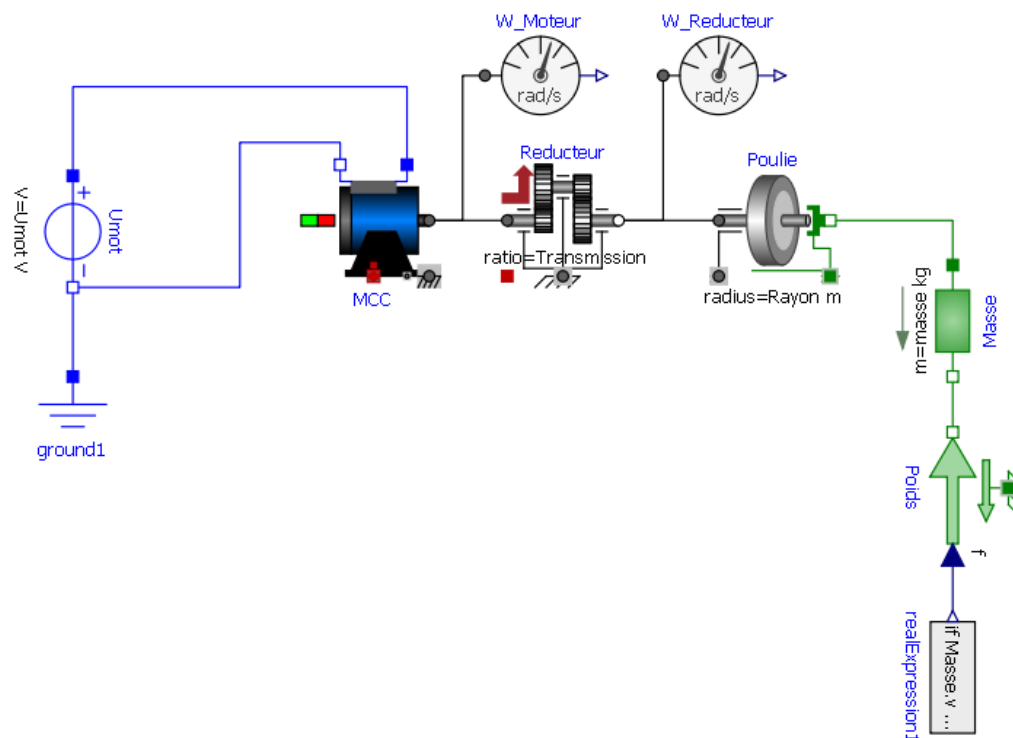 W_Moteur
W_Reducteur
rad/s
rad/s
Reducteur
Poulie
+
Umot
V=Umot V
−
ratio=Transmission
MCC
radius=Rayon m
Masse
m=masse kg
ground1
Poids
f
realExpression1
if Masse.v ...